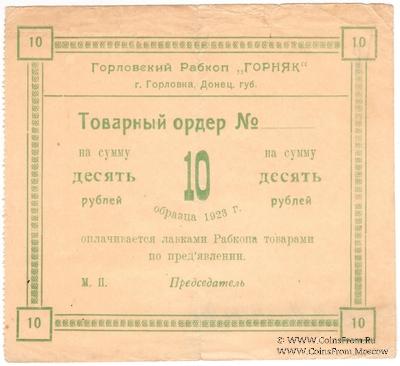 10 10
Горловский Рабкоп „ГОРНЯК“
г. Горловка, Донец. губ.
Товарный ордер №
на сумму 10 на сумму
десять десять
рублей рублей
образца 1923 г.
оплачивается лавками Рабкопа товарами
по пред'явлении.
М. П. Председатель
10 10
© www.CoinsFrom.Ru
www.CoinsFrom.Moscow